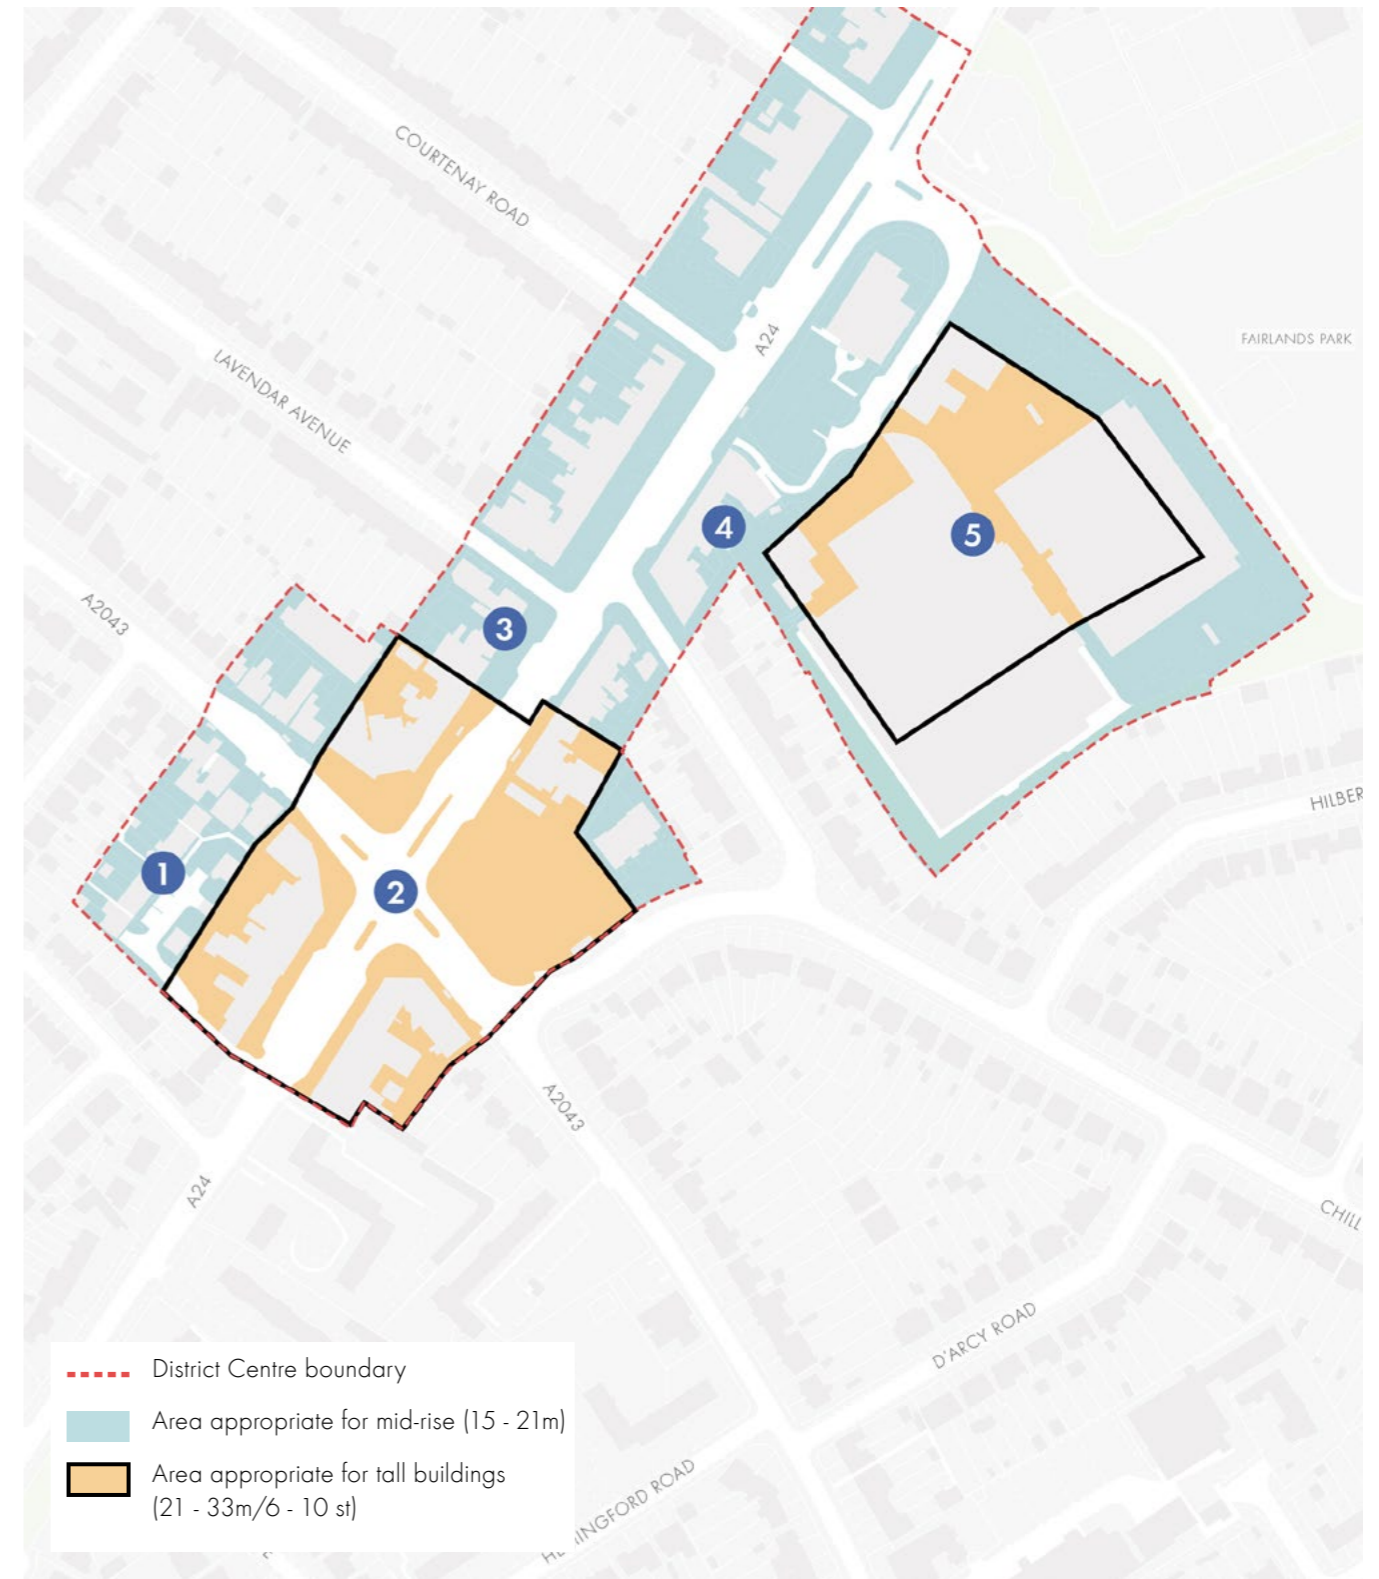 COURTENAY ROAD
A24
FAIRLANDS PARK
LAVENDAR AVENUE
4
5
A2043
3
HILBER
1
2
A2043
A24
CHILL
D'ARCY ROAD
INGFORD ROAD
District Centre boundary
Area appropriate for mid-rise (15 - 21m)
Area appropriate for tall buildings
(21 - 33m/6 - 10 st)